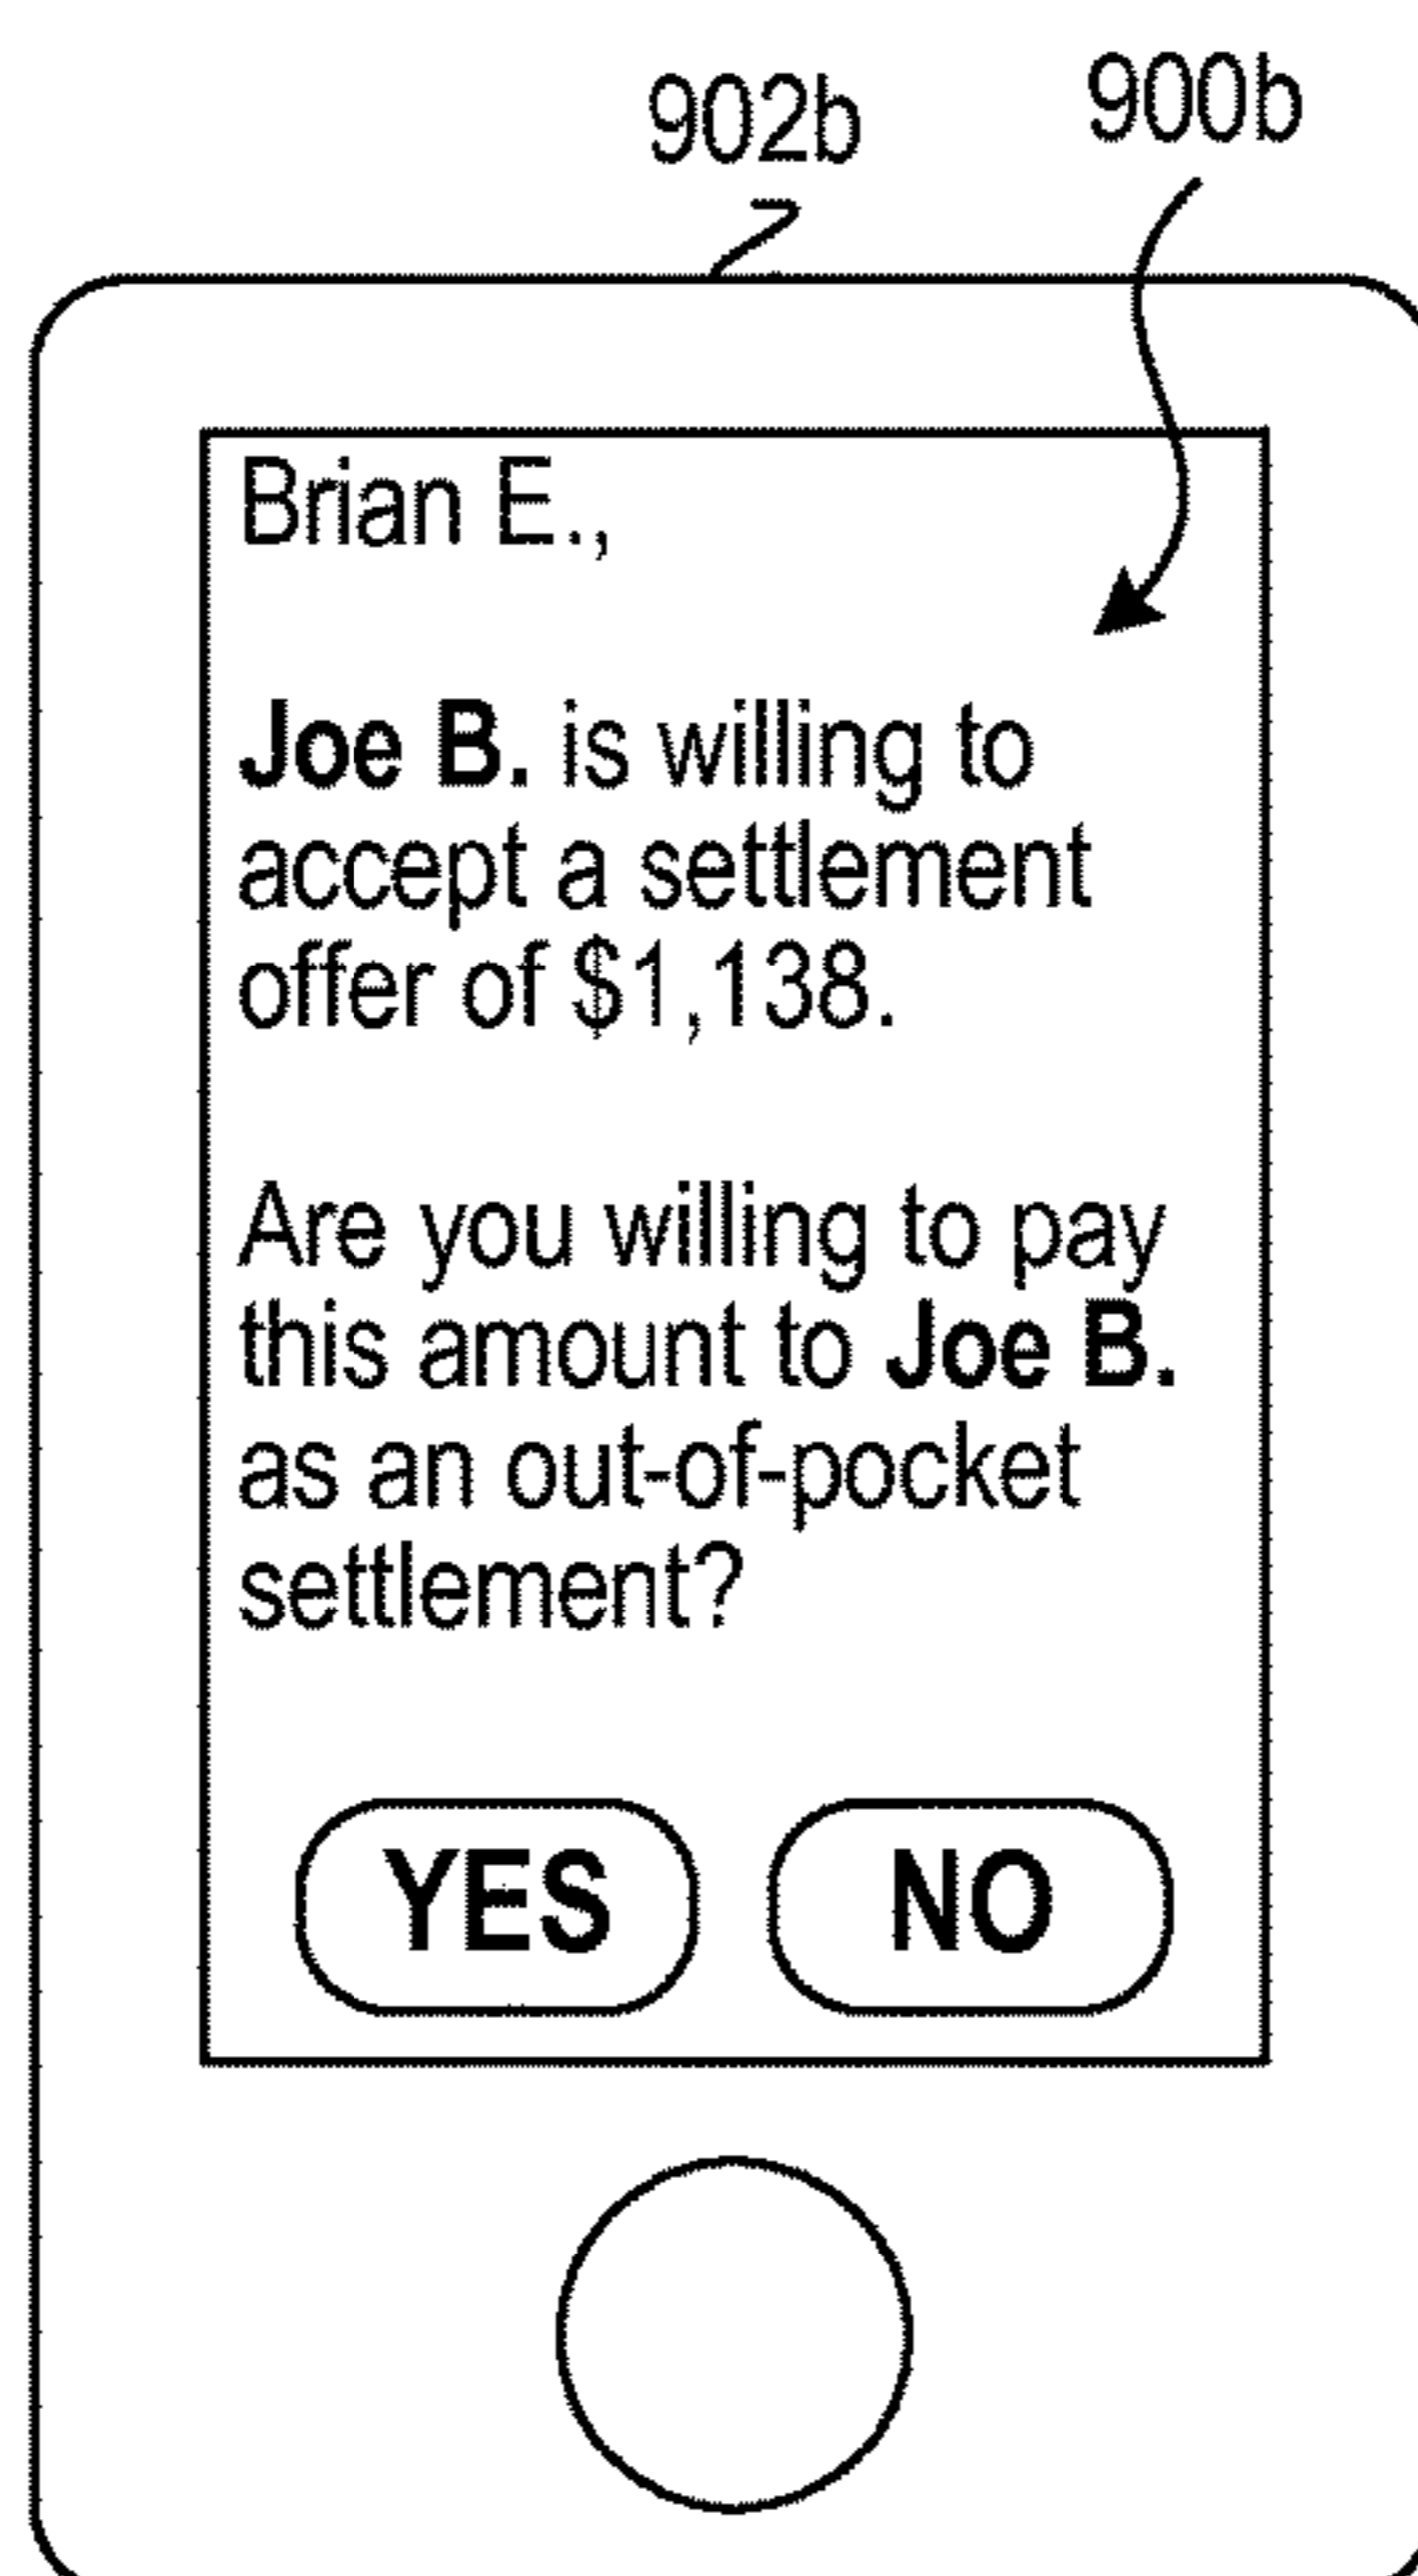 902b
900b
Brian E.,
Joe B. is willing to
accept a settlement
offer of $1,138.
Are you willing to pay
this amount to Joe B.
as an out-of-pocket
settlement?
YES
NO